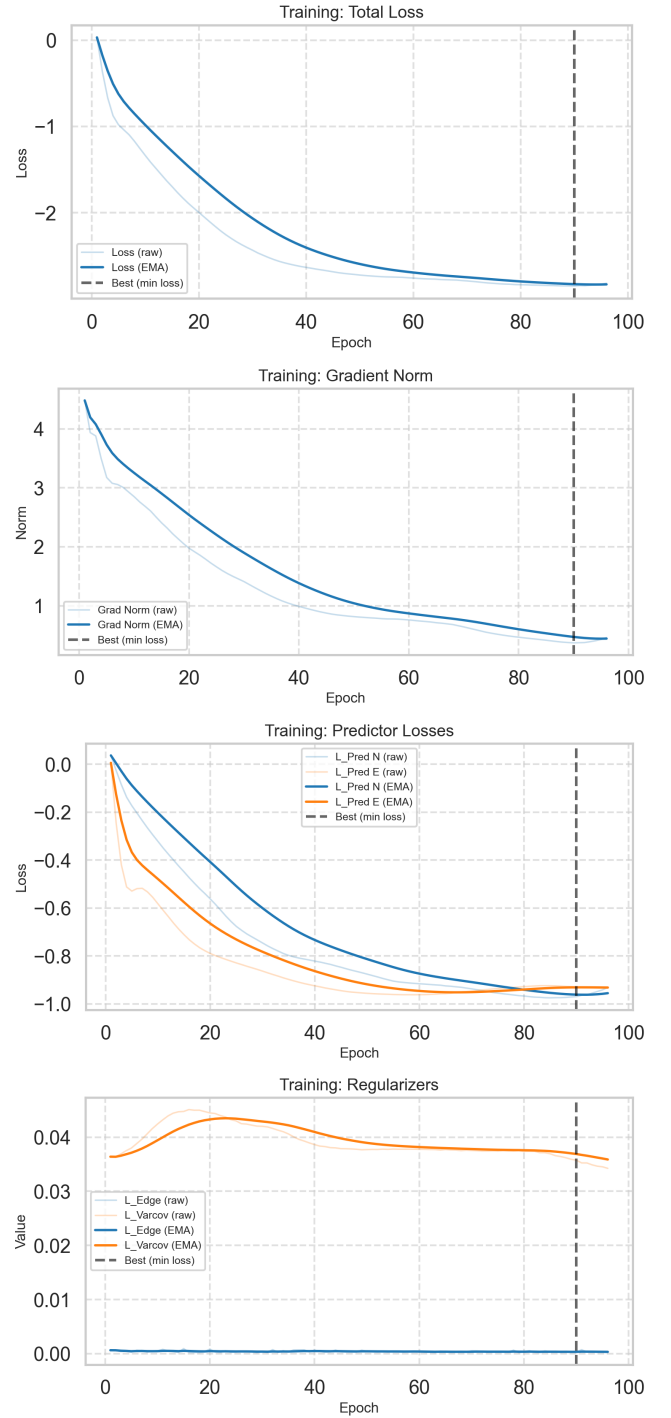 Training: Total Loss
0
−1
−2
Loss
Loss (raw)
Loss (EMA)
Best (min loss)
0 20 40 60 80 100
Epoch
Training: Gradient Norm
4
3
2
1
Norm
Grad Norm (raw)
Grad Norm (EMA)
Best (min loss)
0 20 40 60 80 100
Epoch
Training: Predictor Losses
0.0
−0.2
−0.4
−0.6
−0.8
−1.0
Loss
L_Pred N (raw)
L_Pred E (raw)
L_Pred N (EMA)
L_Pred E (EMA)
Best (min loss)
0 20 40 60 80 100
Epoch
Training: Regularizers
0.04
0.03
0.02
0.01
0.00
Value
L_Edge (raw)
L_Varcov (raw)
L_Edge (EMA)
L_Varcov (EMA)
Best (min loss)
0 20 40 60 80 100
Epoch